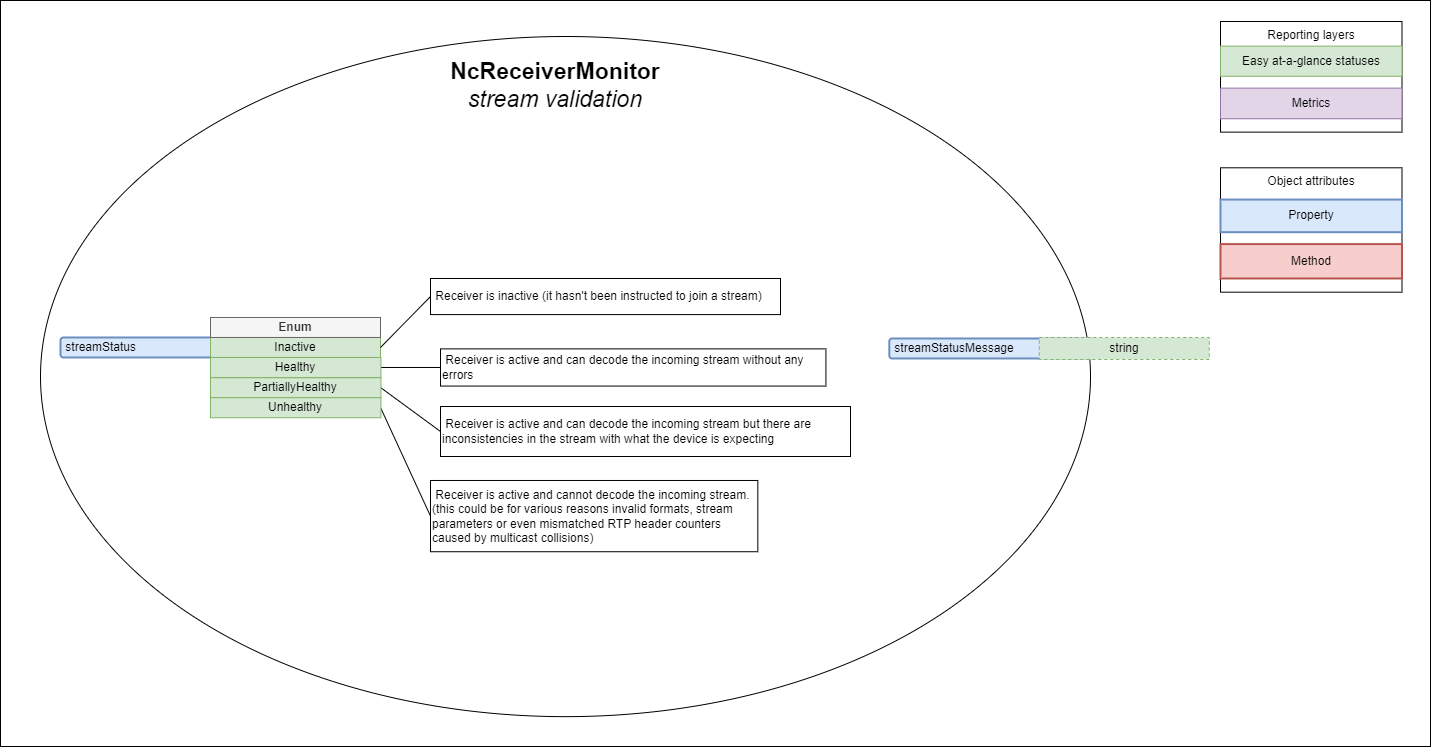 NcReceiverMonitor
stream validation
Reporting layers
Easy at-a-glance statuses
Metrics
Object attributes
Property
Method
streamStatus
Enum
Inactive
Healthy
PartiallyHealthy
Unhealthy
Receiver is inactive (it hasn't been instructed to join a stream)
Receiver is active and can decode the incoming stream without any
errors
Receiver is active and can decode the incoming stream but there are
inconsistencies in the stream with what the device is expecting
Receiver is active and cannot decode the incoming stream.
(this could be for various reasons invalid formats, stream
parameters or even mismatched RTP header counters
caused by multicast collisions)
streamStatusMessage
string